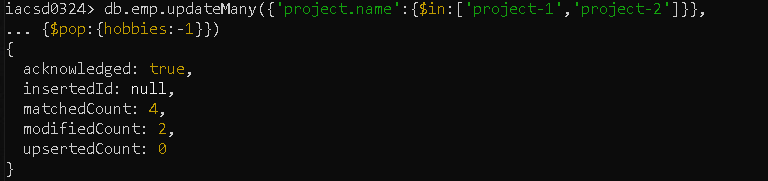 iacsd0324> db.emp.updateMany({'project.name':{$in:['project-1','project-2']}},
... {$pop:{hobbies:-1}})
{
  acknowledged: true,
  insertedId: null,
  matchedCount: 4,
  modifiedCount: 2,
  upsertedCount: 0
}